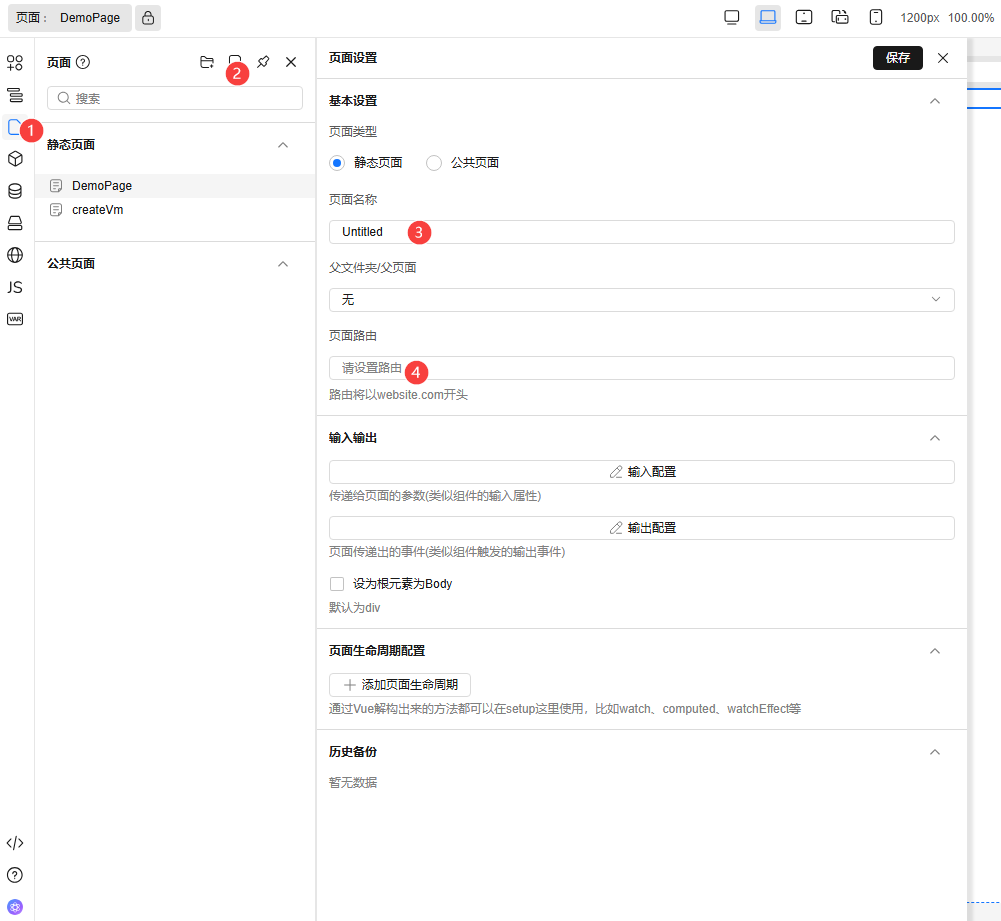 页面： DemoPage
1200px 100.00%
页面
2
搜索
1
静态页面
DemoPage
createVm
公共页面
JS
VAR
页面设置
保存
基本设置
页面类型
静态页面 公共页面
页面名称
Untitled 3
父文件夹/父页面
无
页面路由
请设置路由 4
路由将以website.com开头
输入输出
输入配置
传递给页面的参数(类似组件的输入属性)
输出配置
页面传递出的事件(类似组件触发的输出事件)
设为根元素为Body
默认为div
页面生命周期配置
添加页面生命周期
通过Vue解构出来的方法都可以在setup这里使用，比如watch、computed、watchEffect等
历史备份
暂无数据